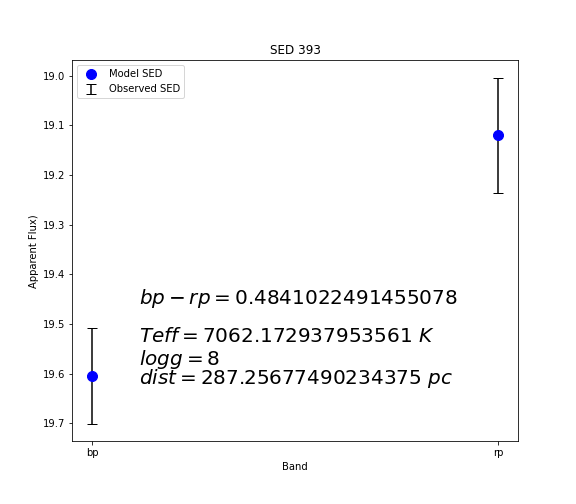 SED 393
Model SED
Observed SED
19.0
19.1
19.2
19.3
19.4
19.5
19.6
19.7
Apparent Flux)
bp − rp = 0.4841022491455078
Teff = 7062.172937953561 K
logg = 8
dist = 287.25677490234375 pc
bp
rp
Band